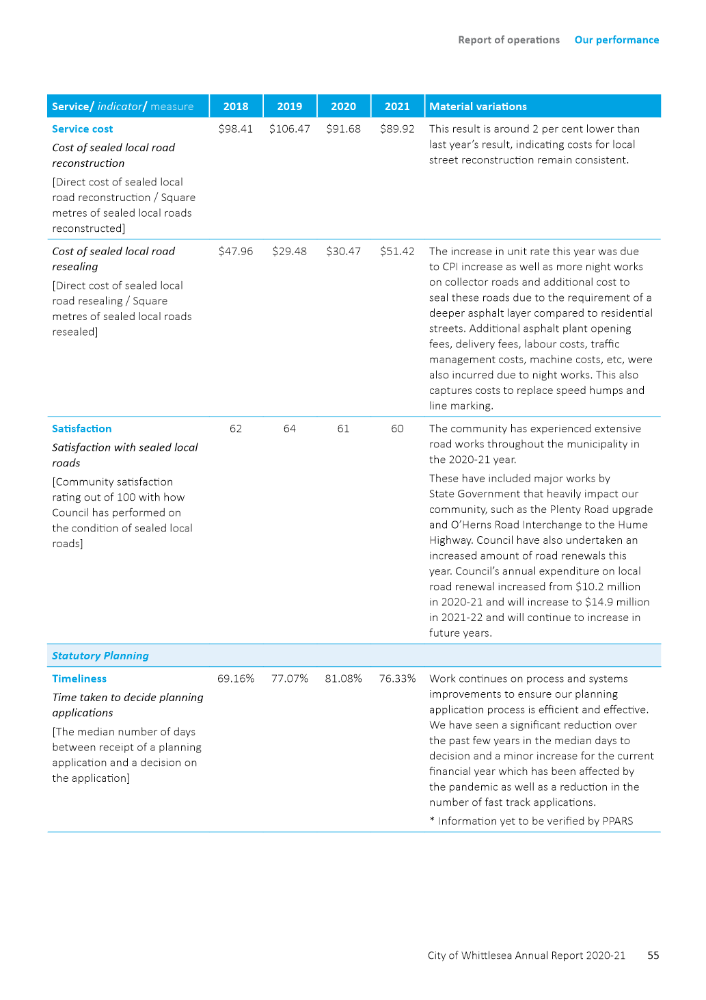 Report of operations Our performance
Service/ indicator/ measure 2018 2019 2020 2021 Material variations
Service cost $98.41 $106.47 $91.68 $89.92 This result is around 2 per cent lower than
last year’s result, indicating costs for local
street reconstruction remain consistent.
Cost of sealed local road
reconstruction
[Direct cost of sealed local
road reconstruction / Square
metres of sealed local roads
reconstructed]
Cost of sealed local road $47.96 $29.48 $30.47 $51.42 The increase in unit rate this year was due
resealing
[Direct cost of sealed local
road resealing / Square
metres of sealed local roads
resealed]
to CPI increase as well as more night works
on collector roads and additional cost to
seal these roads due to the requirement of a
deeper asphalt layer compared to residential
streets. Additional asphalt plant opening
fees, delivery fees, labour costs, traffic
management costs, machine costs, etc, were
also incurred due to night works. This also
captures costs to replace speed humps and
line marking.
Satisfaction 62 64 61 60 The community has experienced extensive
Satisfaction with sealed local
roads
[Community satisfaction
rating out of 100 with how
Council has performed on
the condition of sealed local
roads]
road works throughout the municipality in
the 2020-21 year.
These have included major works by
State Government that heavily impact our
community, such as the Plenty Road upgrade
and O’Herns Road Interchange to the Hume
Highway. Council have also undertaken an
increased amount of road renewals this
year. Council’s annual expenditure on local
road renewal increased from $10.2 million
in 2020-21 and will increase to $14.9 million
in 2021-22 and will continue to increase in
future years.
Statutory Planning
Timeliness 69.16% 77.07% 81.08% 76.33% Work continues on process and systems
Time taken to decide planning
applications
[The median number of days
between receipt of a planning
application and a decision on
the application]
improvements to ensure our planning
application process is efficient and effective.
We have seen a significant reduction over
the past few years in the median days to
decision and a minor increase for the current
financial year which has been affected by
the pandemic as well as a reduction in the
number of fast track applications.
* Information yet to be verified by PPARS
City of Whittlesea Annual Report 2020-21 55